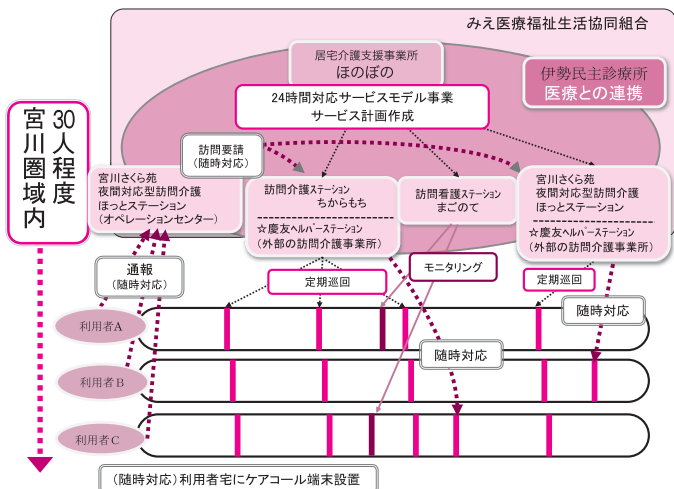 みえ医療福祉生活協同組合
居宅介護支援事業所
ほのぼの
伊勢民主診療所
医療との連携
24時間対応サービスモデル事業
サービス計画作成
30人程度
宮川圏域内
訪問要請
(随時対応)
宮川さくら苑
夜間対応型訪問介護
ほっとステーション
(オペレーションセンター)
訪問介護ステーション
ちからもち
☆慶友ヘルパーステーション
(外部の訪問介護事業所)
訪問看護ステーション
まごのて
宮川さくら苑
夜間対応型訪問介護
ほっとステーション
☆慶友ヘルパーステーション
(外部の訪問介護事業所)
通報
(随時対応)
定期巡回
モニタリング
定期巡回
随時対応
利用者A
随時対応
利用者B
利用者C
(随時対応)利用者宅にケアコール端末設置